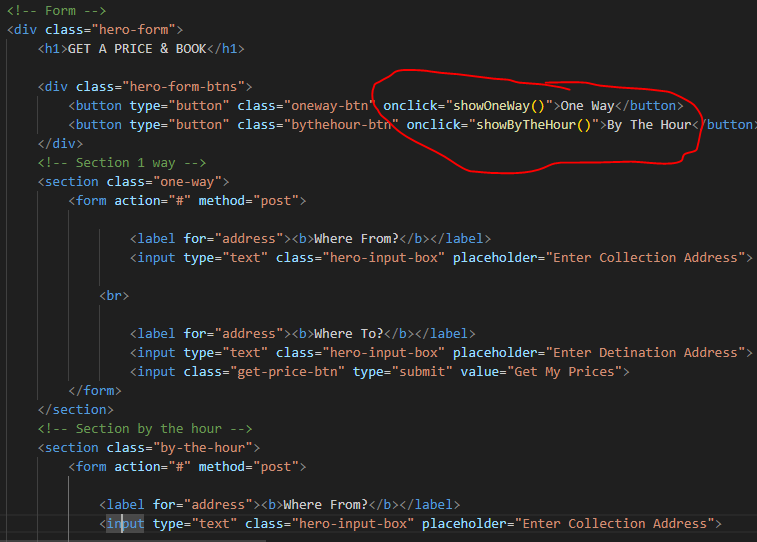 <!-- Form -->
<div class="hero-form">
<h1>GET A PRICE & BOOK</h1>
<div class="hero-form-btns">
<button type="button" class="oneway-btn" onclick="showOneWay()">One Way</button>
<button type="button" class="bythehour-btn" onclick="showByTheHour()">By The Hour</button>
</div>
<!-- Section 1 way -->
<section class="one-way">
<form action="#" method="post">
<label for="address"><b>Where From?</b></label>
<input type="text" class="hero-input-box" placeholder="Enter Collection Address">
<br>
<label for="address"><b>Where To?</b></label>
<input type="text" class="hero-input-box" placeholder="Enter Detination Address">
<input class="get-price-btn" type="submit" value="Get My Prices">
</form>
</section>
<!-- Section by the hour -->
<section class="by-the-hour">
<form action="#" method="post">
<label for="address"><b>Where From?</b></label>
<input type="text" class="hero-input-box" placeholder="Enter Collection Address">